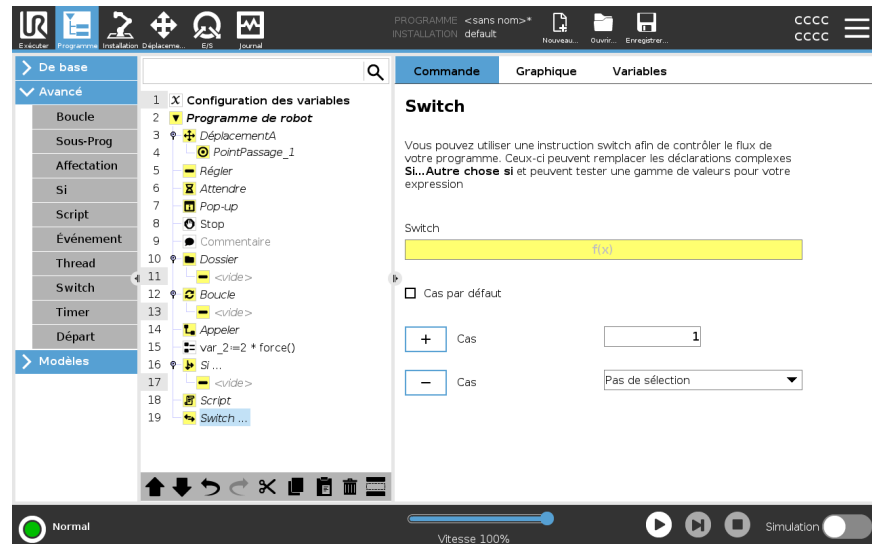 PROGRAMME <sans nom>*
INSTALLATION default
CCCC
CCCC
Exécuter
Programme
Installation
Déplaceme...
E/S
Journal
Nouveau...
Ouvrir...
Enregistrer...
De base
Avancé
Boucle
Sous-Prog
Affectation
Si
Script
Événement
Thread
Switch
Timer
Départ
Modèles
1 X Configuration des variables
2 Programme de robot
3 DéplacementA
4 PointPassage_1
5 Régler
6 Attendre
7 Pop-up
8 Stop
9 Commentaire
10 Dossier
11 <vide>
12 Boucle
13 <vide>
14 Appeler
15 var_2:=2 * force()
16 Si ...
17 <vide>
18 Script
19 Switch ...
Commande
Graphique
Variables
Switch
Vous pouvez utiliser une instruction switch afin de contrôler le flux de
votre programme. Ceux-ci peuvent remplacer les déclarations complexes
Si...Autre chose si et peuvent tester une gamme de valeurs pour votre
expression
Switch
f(x)
Cas par défaut
+ Cas 1
− Cas Pas de sélection
Normal
Vitesse 100%
Simulation